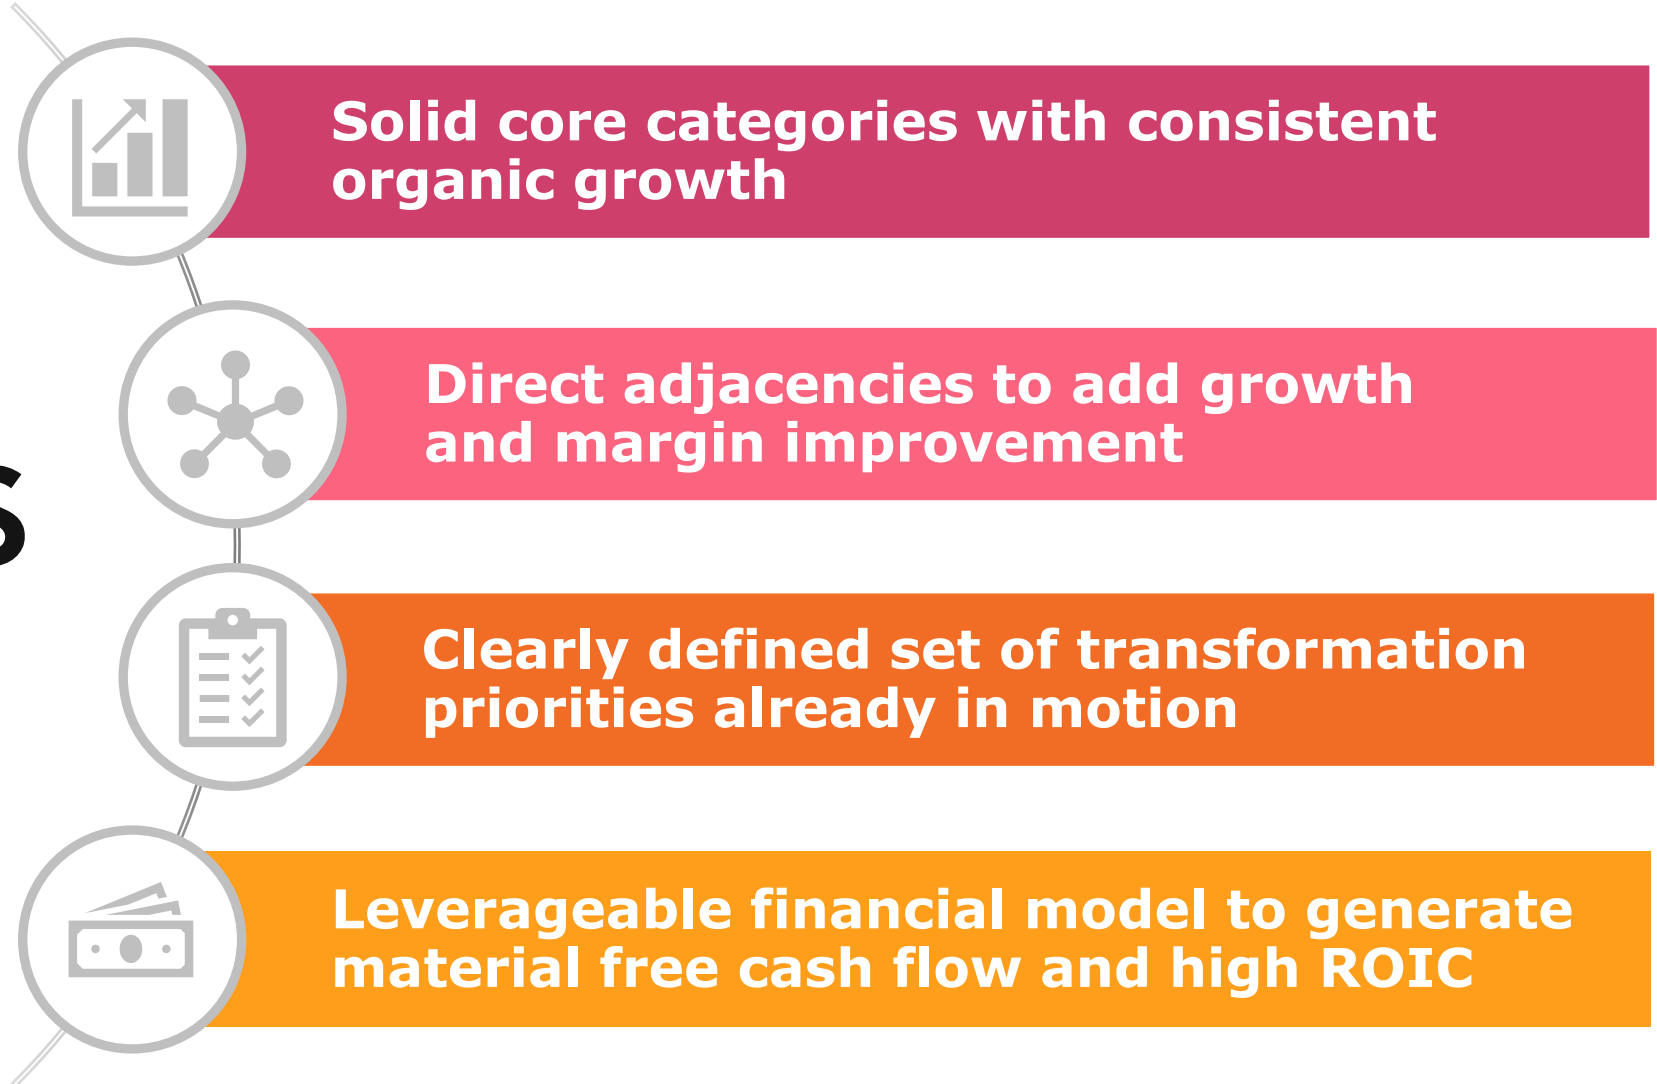 Solid core categories with consistent
organic growth
Direct adjacencies to add growth
and margin improvement
Clearly defined set of transformation
priorities already in motion
Leverageable financial model to generate
material free cash flow and high ROIC